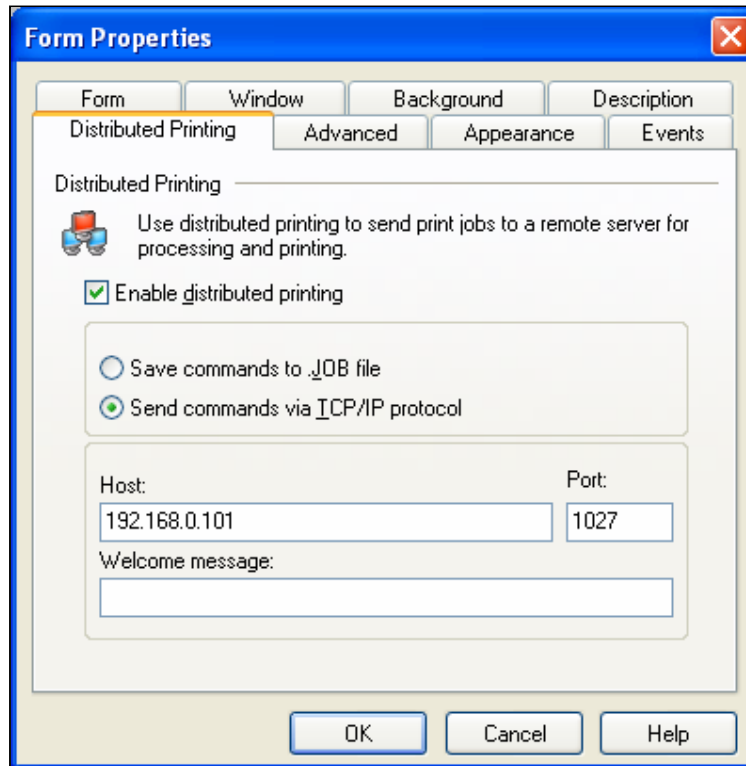 Form Properties
Form Window Background Description
Distributed Printing Advanced Appearance Events
Distributed Printing
Use distributed printing to send print jobs to a remote server for
processing and printing.
Enable distributed printing
Save commands to .JOB file
Send commands via TCP/IP protocol
Host: Port:
192.168.0.101 1027
Welcome message:
OK Cancel Help